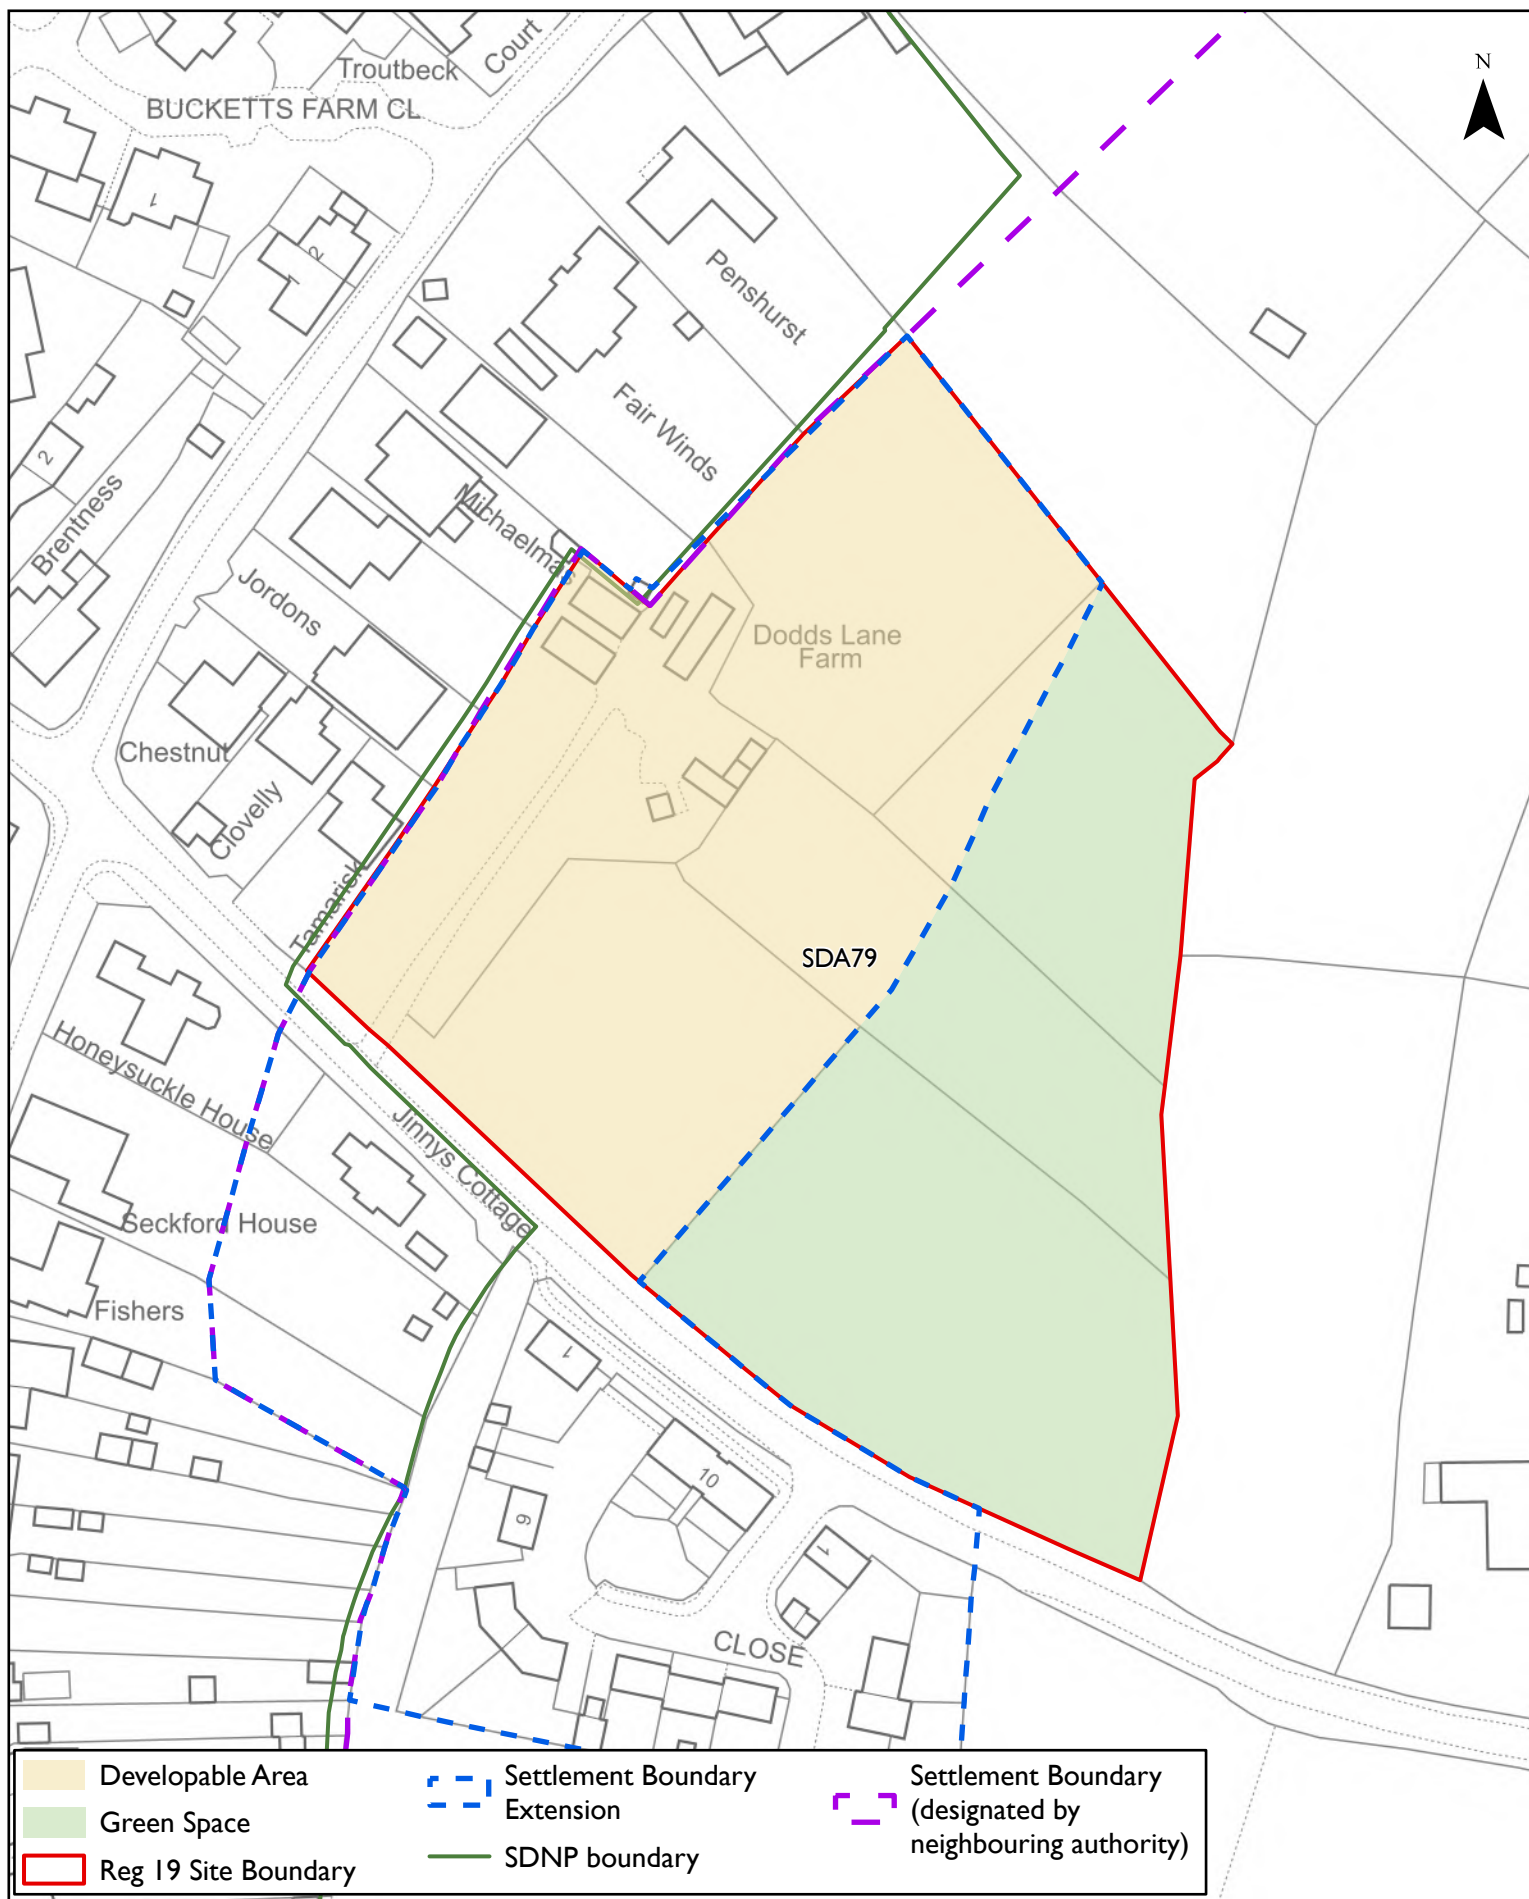 Court
Troutbeck
BUCKETTS FARM CL
N
1
2
Penshurst
Fair Winds
2
Brentness
Michaelmas
Jordons
Dodds Lane
Farm
Chestnut
Clovelly
Tamarisk
SDA79
Honeysuckle House
Jinnys Cottage
Seckford House
Fishers
1
10
9
1
CLOSE
Developable Area
Green Space
Reg 19 Site Boundary
Settlement Boundary
Extension
SDNP boundary
Settlement Boundary
(designated by
neighbouring authority)